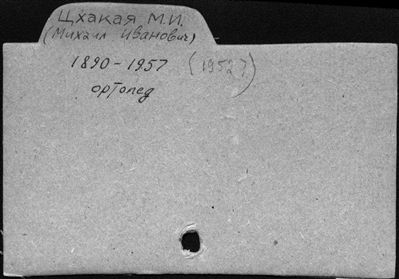 Цхакая М.И.
(Михаил Иванович)
1890-1957 (1952?)
ортопед